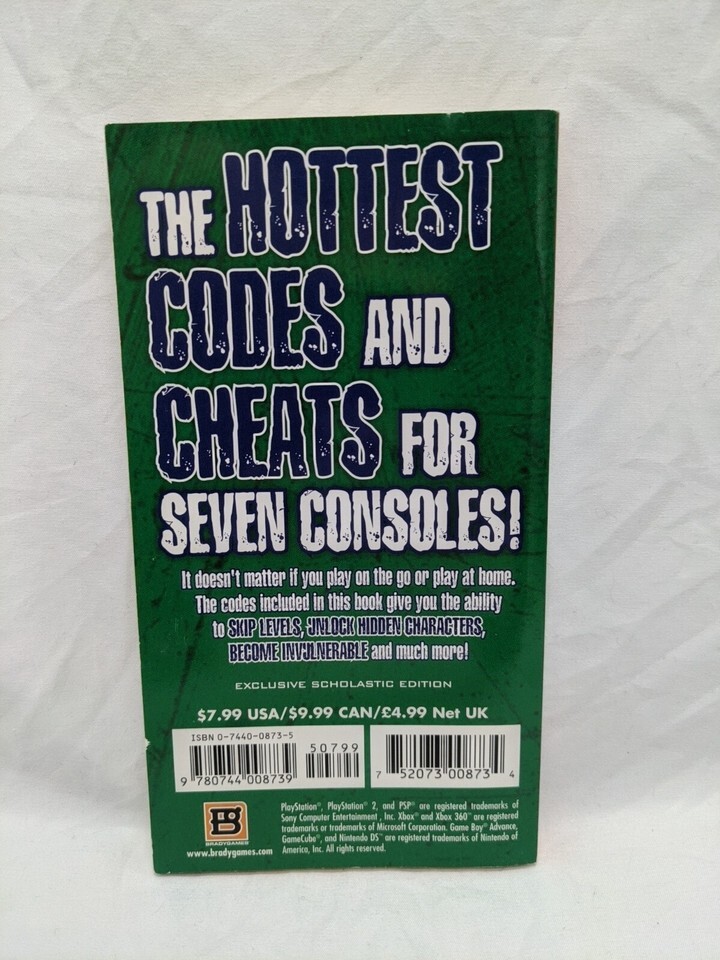 THE HOTTEST
CODES AND
CHEATS FOR
SEVEN CONSOLES!
It doesn't matter if you play on the go or play at home.
The codes included in this book give you the ability
to SKIP LEVELS, UNLOCK HIDDEN CHARACTERS,
BECOME INVULNERABLE and much more!
EXCLUSIVE SCHOLASTIC EDITION
$7.99 USA/$9.99 CAN/£4.99 Net UK
ISBN 0-7440-0873-5
50799
9 780744 008739
7 52073 00873 4
BRADYGAMES®
www.bradygames.com
PlayStation®, PlayStation® 2, and PSP® are registered trademarks of
Sony Computer Entertainment, Inc. Xbox® and Xbox 360™ are registered
trademarks or trademarks of Microsoft Corporation. Game Boy® Advance,
GameCube®, and Nintendo DS™ are registered trademarks of Nintendo of
America, Inc. All rights reserved.